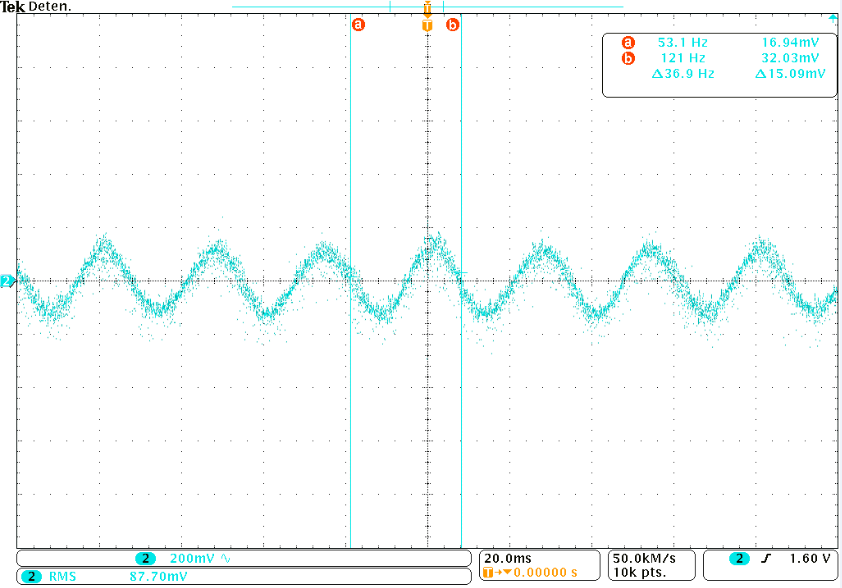 Tek Deten.
T
a b
T
a 53.1 Hz 16.94mV
b 121 Hz 32.03mV
Δ36.9 Hz Δ15.09mV
2
2 200mV ∿
2 RMS 87.70mV
20.0ms
T→▼0.00000 s
50.0kM/s
10k pts.
2 ƒ 1.60 V